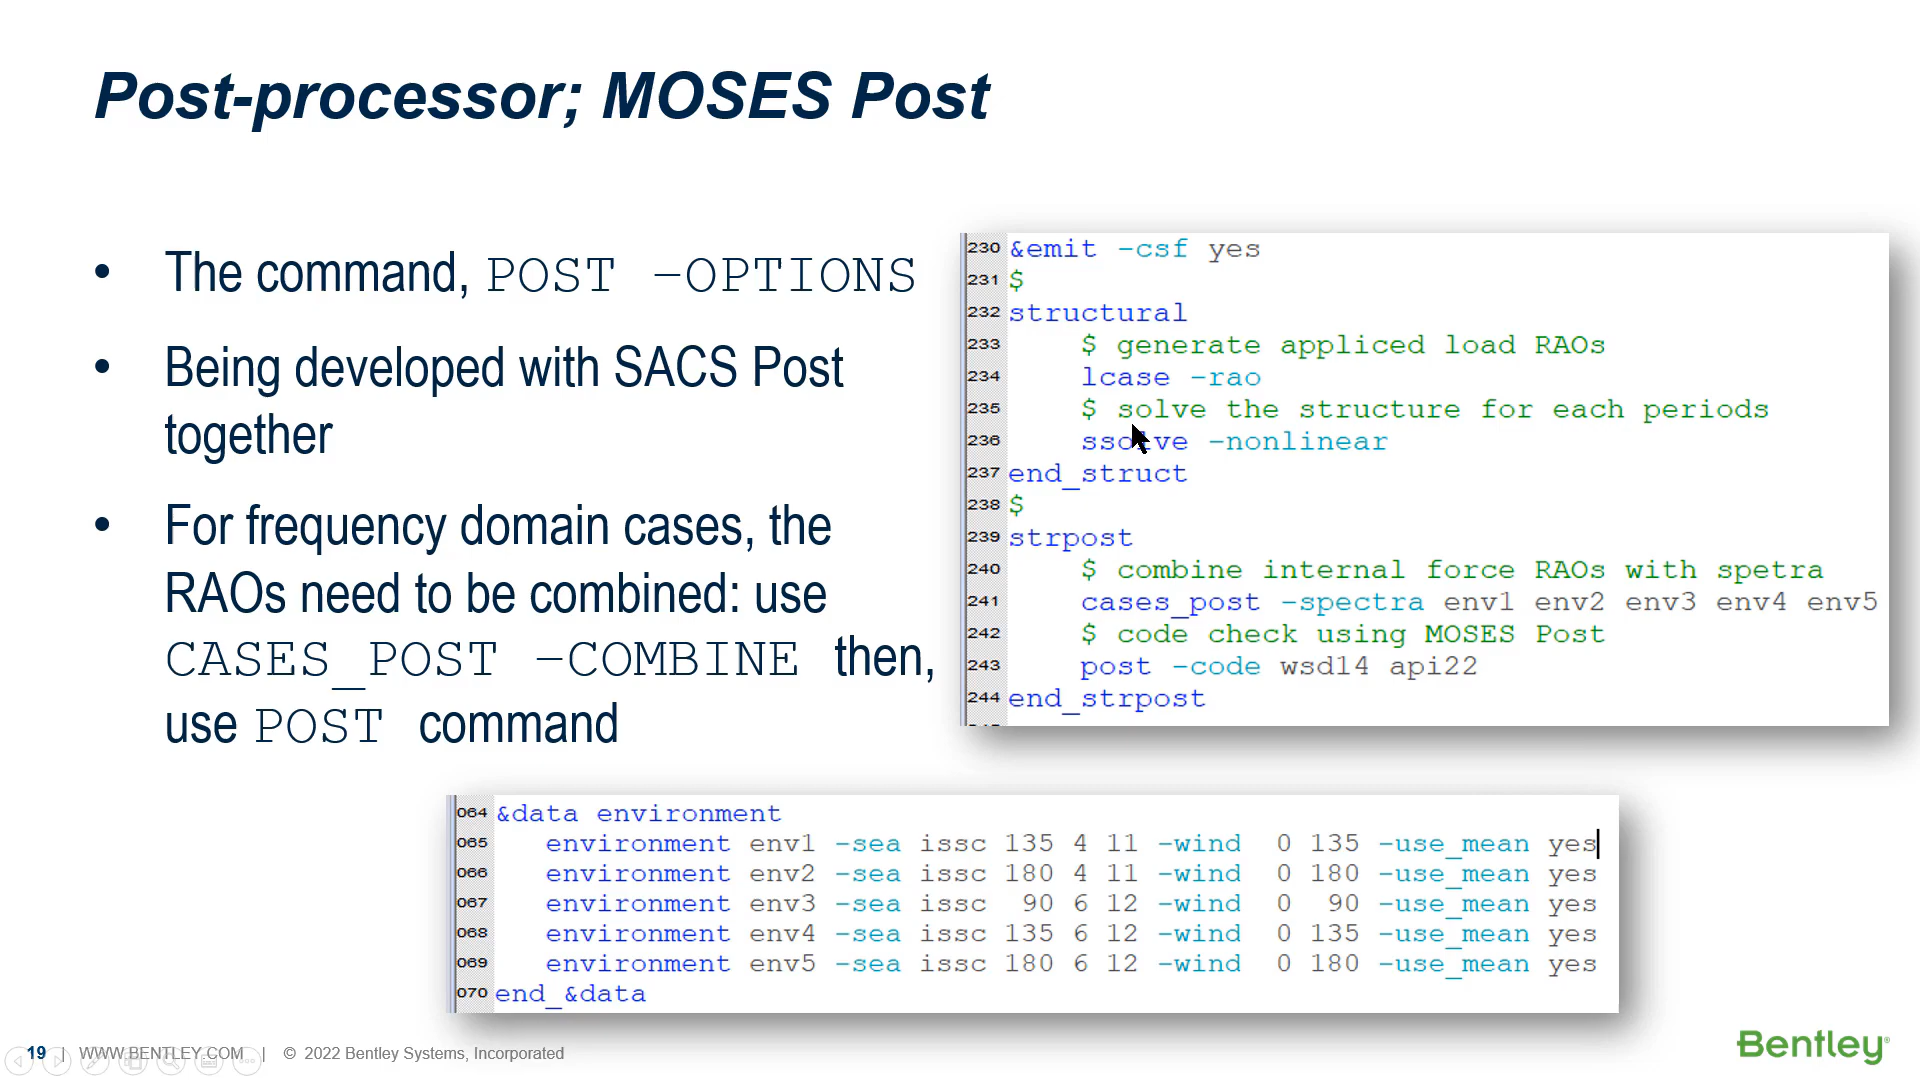 Post-processor; MOSES Post
• The command, POST –OPTIONS
• Being developed with SACS Post
together
• For frequency domain cases, the
RAOs need to be combined: use
CASES_POST –COMBINE then,
use POST command
230 &emit -csf yes
231 $
232 structural
233 $ generate appliced load RAOs
234 lcase -rao
235 $ solve the structure for each periods
236 ssolve -nonlinear
237 end_struct
238 $
239 strpost
240 $ combine internal force RAOs with spetra
241 cases_post -spectra env1 env2 env3 env4 env5
242 $ code check using MOSES Post
243 post -code wsd14 api22
244 end_strpost
064 &data environment
065 environment env1 -sea issc 135 4 11 -wind 0 135 -use_mean yes
066 environment env2 -sea issc 180 4 11 -wind 0 180 -use_mean yes
067 environment env3 -sea issc 90 6 12 -wind 0 90 -use_mean yes
068 environment env4 -sea issc 135 6 12 -wind 0 135 -use_mean yes
069 environment env5 -sea issc 180 6 12 -wind 0 180 -use_mean yes
070 end_&data
19 | WWW.BENTLEY.COM | © 2022 Bentley Systems, Incorporated
Bentley®